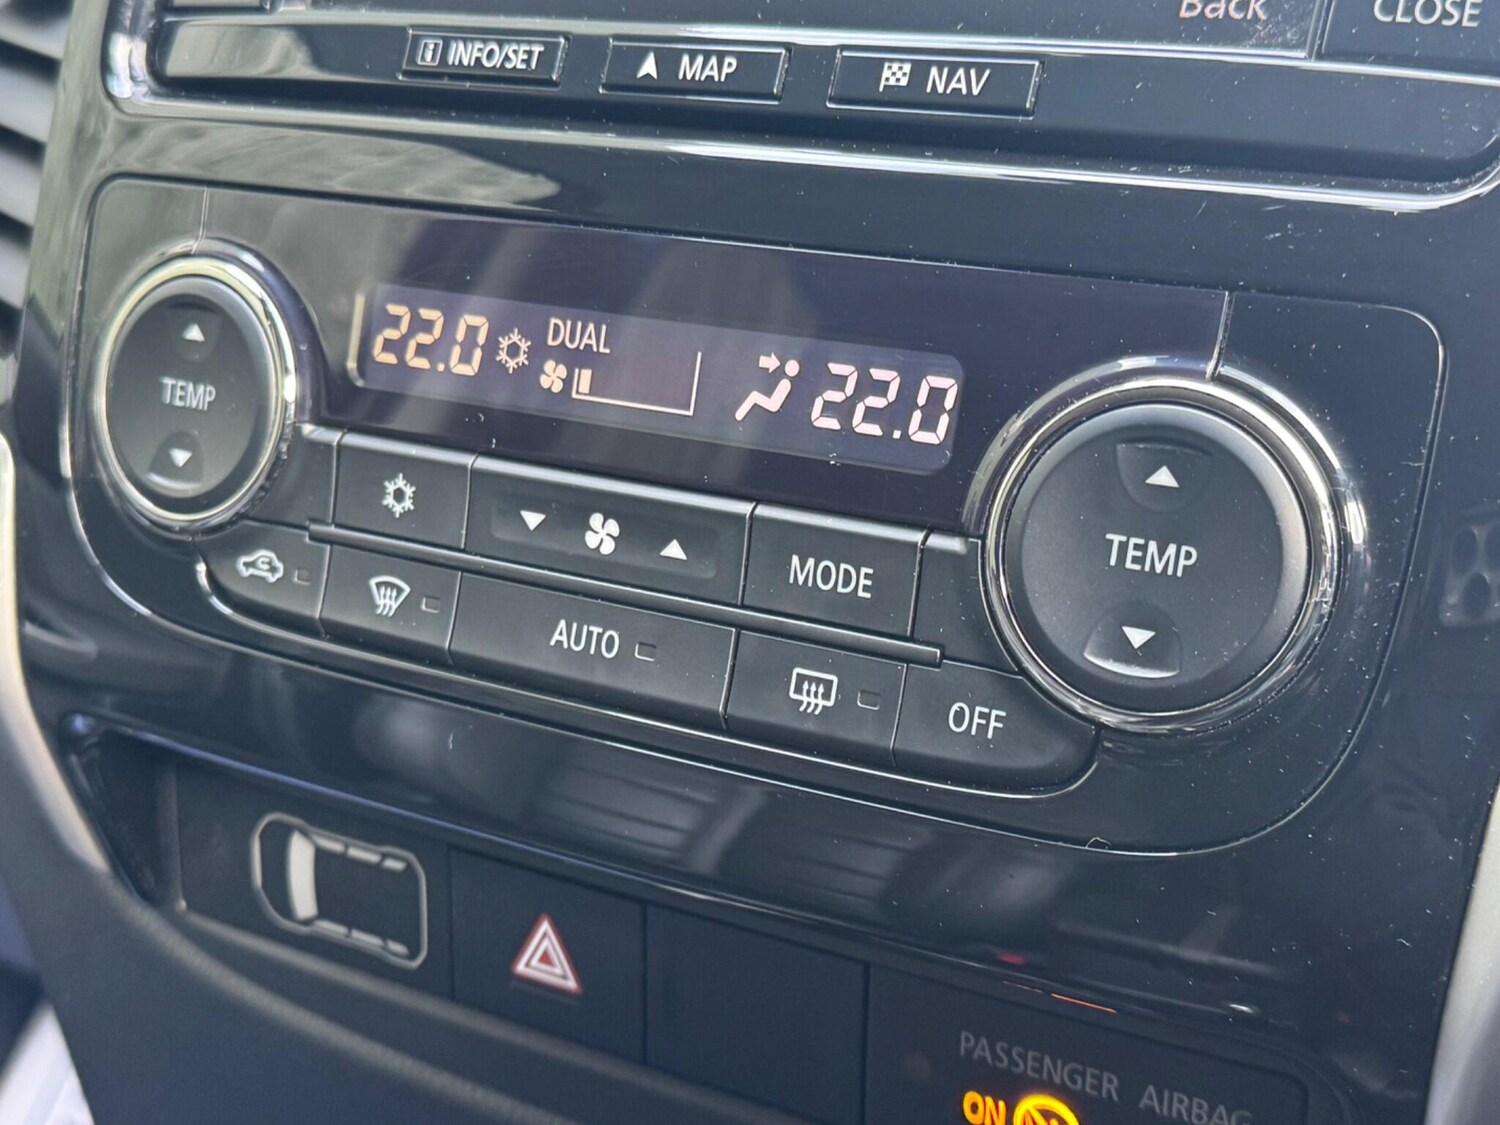 Back
CLOSE
INFO/SET
MAP
NAV
22.0
DUAL
22.0
TEMP
TEMP
MODE
AUTO
OFF
PASSENGER AIRBAG
ON